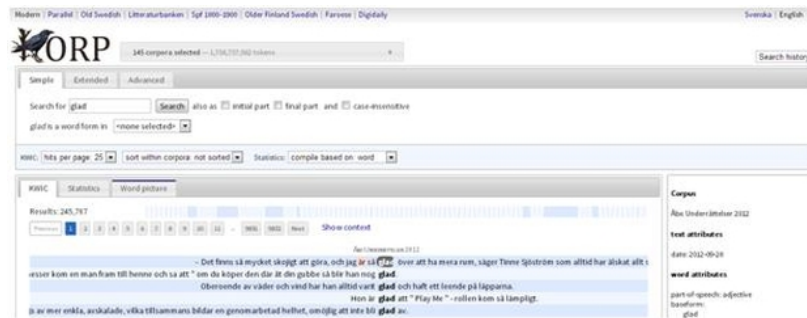 Modern | Parallel | Old Swedish | Litteraturbanken | Spf 1800-1900 | Older Finland Swedish | Faroese | Digidaily
Svenska | English
KORP
145 corpora selected
Search history
Simple Extended Advanced
Search for glad Search also as initial part final part and case-insensitive
glad is a word form in <none selected>
KWIC: hits per page: 25 sort within corpora: not sorted Statistics: compile based on word
KWIC Statistics Word picture
Results: 245,767
Previous 1 2 3 4 5 6 7 8 9 10 11 .. Next Show context
- Det finns så mycket skojigt att göra, och jag är så glad över att ha mera rum, säger Tinne Sjöström som alltid har älskat allt s
esser kom en man fram till henne och sa att " om du köper den där åt din gubbe så blir han nog glad.
Oberoende av väder och vind har han alltid varit glad och haft ett leende på läpparna.
Hon är glad att " Play Me " - rollen kom så lämpligt.
av mer enkla, avskalade, vilka tillsammans bildar en genomarbetad helhet, omöjlig att inte bli glad av.
Corpus
Åbo Underrättelser 2012
text attributes
date: 2012-09-20
word attributes
part-of-speech: adjective
baseform:
glad